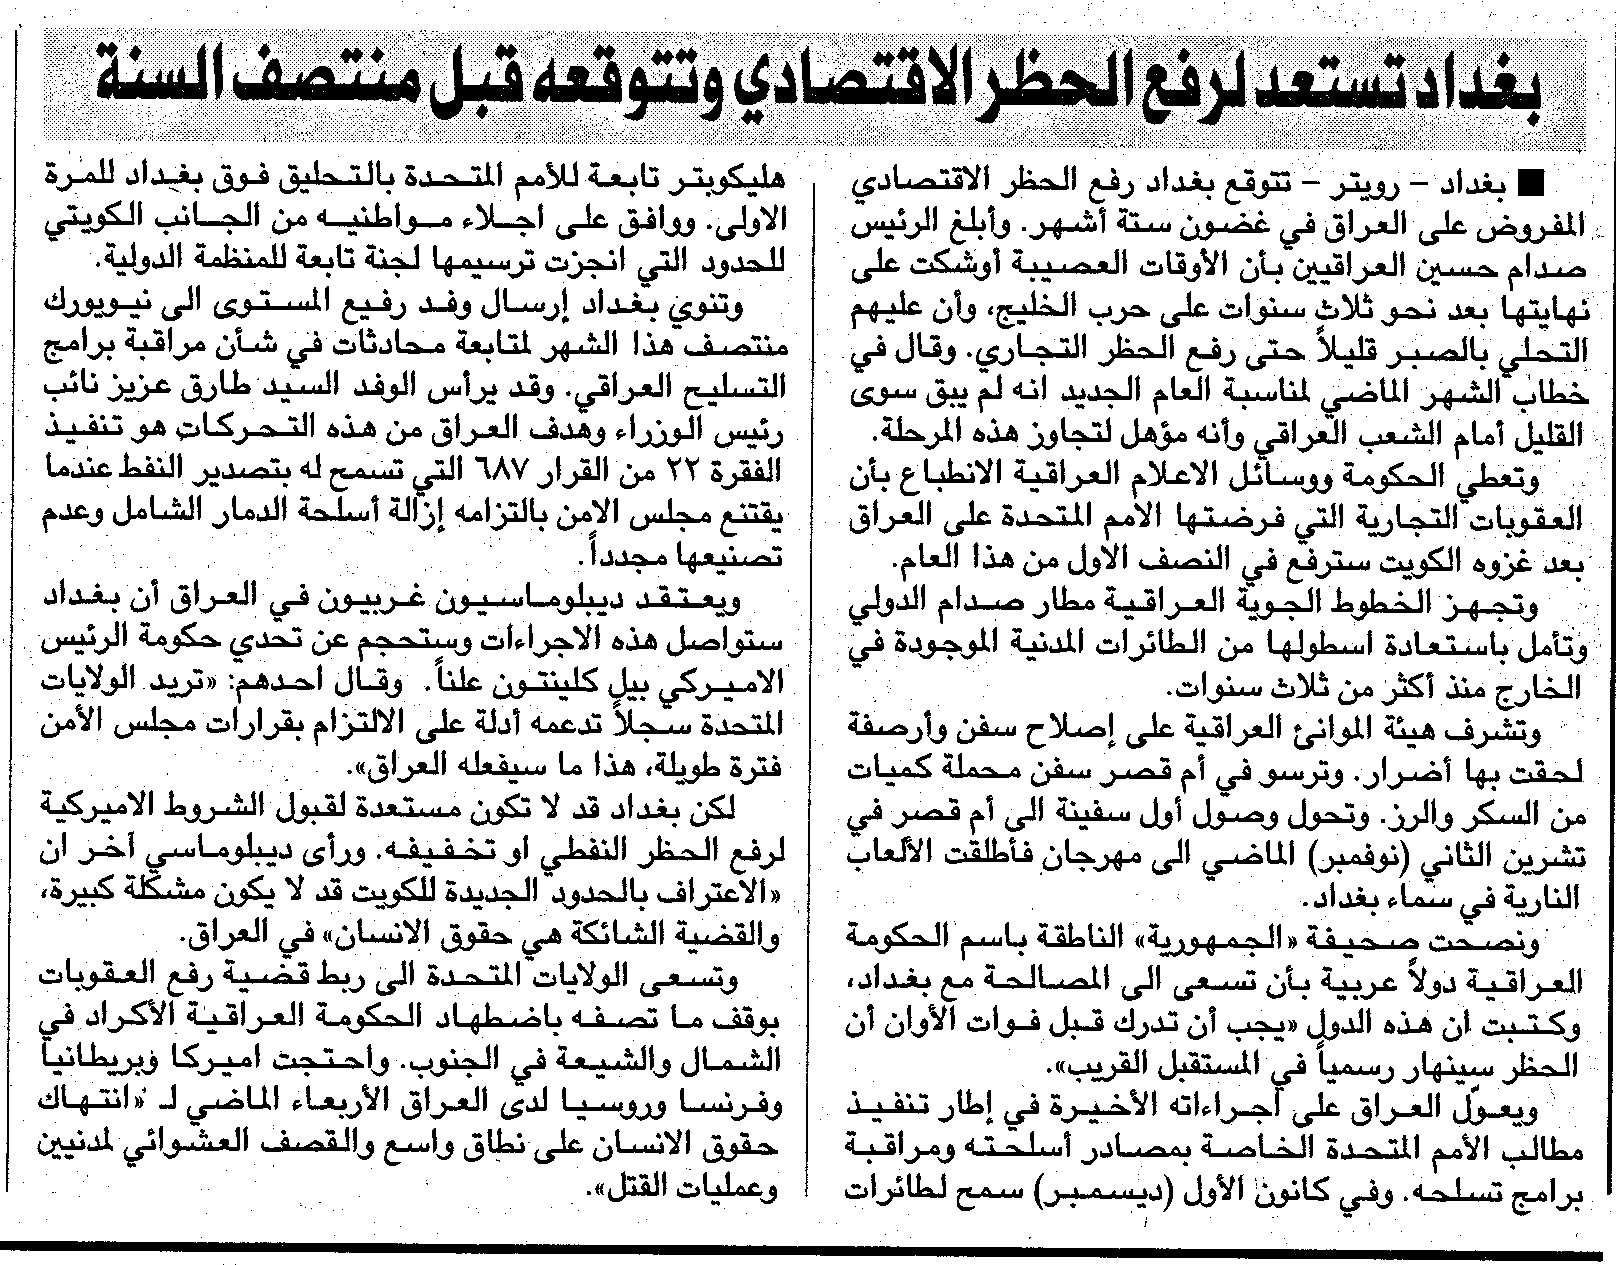 بغداد تستعد لرفع الحظر الاقتصادي وتتوقعه قبل منتصف السنة
■ بغداد – رويتر – تتوقع بغداد رفع الحظر الاقتصادي
المفروض على العراق في غضون ستة أشهر. وأبلغ الرئيس
صدام حسين العراقيين بأن الأوقات العصيبة أوشكت على
نهايتها بعد نحو ثلاث سنوات على حرب الخليج، وأن عليهم
التحلي بالصبر قليلاً حتى رفع الحظر التجاري. وقال في
خطاب الشهر الماضي لمناسبة العام الجديد انه لم يبق سوى
القليل أمام الشعب العراقي وأنه مؤهل لتجاوز هذه المرحلة.
وتعطي الحكومة ووسائل الاعلام العراقية الانطباع بأن
العقوبات التجارية التي فرضتها الامم المتحدة على العراق
بعد غزوه الكويت سترفع في النصف الاول من هذا العام.
وتجهز الخطوط الجوية العراقية مطار صدام الدولي
وتأمل باستعادة اسطولها من الطائرات المدنية الموجودة في
الخارج منذ أكثر من ثلاث سنوات.
وتشرف هيئة الموانئ العراقية على إصلاح سفن وأرصفة
لحقت بها أضرار. وترسو في أم قصر سفن محملة كميات
من السكر والرز. وتحول وصول أول سفينة الى أم قصر في
تشرين الثاني (نوفمبر) الماضي الى مهرجان فأطلقت الألعاب
النارية في سماء بغداد.
ونصحت صحيفة «الجمهورية» الناطقة باسم الحكومة
العراقية دولاً عربية بأن تسعى الى المصالحة مع بغداد،
وكتبت ان هذه الدول «يجب أن تدرك قبل فوات الأوان أن
الحظر سينهار رسمياً في المستقبل القريب».
ويعوّل العراق على اجراءاته الأخيرة في إطار تنفيذ
مطالب الأمم المتحدة الخاصة بمصادر أسلحته ومراقبة
برامج تسلحه. وفي كانون الأول (ديسمبر) سمح لطائرات
هليكوبتر تابعة للأمم المتحدة بالتحليق فوق بغداد للمرة
الاولى. ووافق على اجلاء مواطنيه من الجانب الكويتي
للحدود التي انجزت ترسيمها لجنة تابعة للمنظمة الدولية.
وتنوي بغداد إرسال وفد رفيع المستوى الى نيويورك
منتصف هذا الشهر لمتابعة محادثات في شأن مراقبة برامج
التسليح العراقي. وقد يرأس الوفد السيد طارق عزيز نائب
رئيس الوزراء وهدف العراق من هذه التحركات هو تنفيذ
الفقرة ٢٢ من القرار ٦٨٧ التي تسمح له بتصدير النفط عندما
يقتنع مجلس الامن بالتزامه إزالة أسلحة الدمار الشامل وعدم
تصنيعها مجدداً.
ويعتقد ديبلوماسيون غربيون في العراق أن بغداد
ستواصل هذه الاجراءات وستحجم عن تحدي حكومة الرئيس
الاميركي بيل كلينتون علناً. وقال احدهم: «تريد الولايات
المتحدة سجلاً تدعمه أدلة على الالتزام بقرارات مجلس الأمن
فترة طويلة، هذا ما سيفعله العراق».
لكن بغداد قد لا تكون مستعدة لقبول الشروط الاميركية
لرفع الحظر النفطي او تخفيفه. ورأى ديبلوماسي آخر ان
«الاعتراف بالحدود الجديدة للكويت قد لا يكون مشكلة كبيرة،
والقضية الشائكة هي حقوق الانسان» في العراق.
وتسعى الولايات المتحدة الى ربط قضية رفع العقوبات
بوقف ما تصفه باضطهاد الحكومة العراقية الأكراد في
الشمال والشيعة في الجنوب. واحتجت اميركا وبريطانيا
وفرنسا وروسيا لدى العراق الأربعاء الماضي لـ «انتهاك
حقوق الانسان على نطاق واسع والقصف العشوائي لمدنيين
وعمليات القتل».